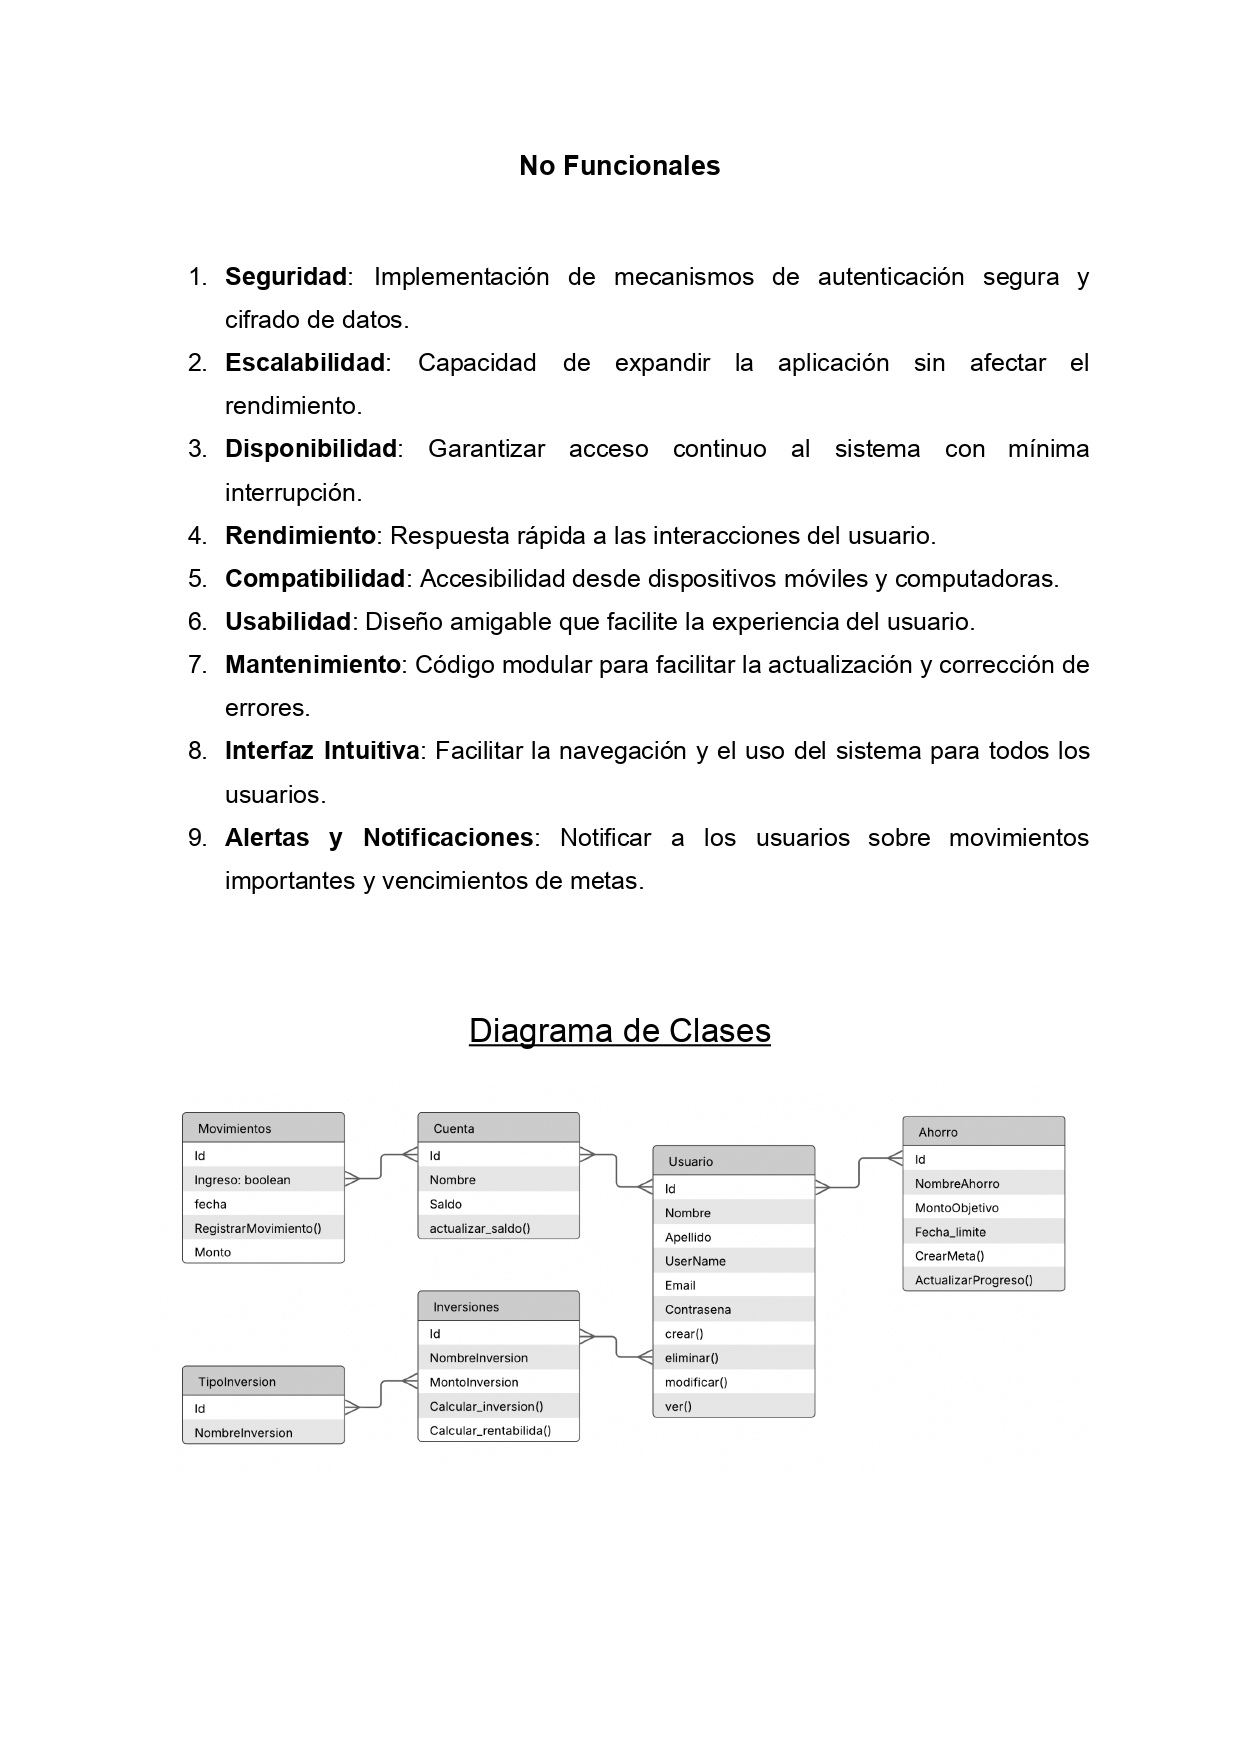 No Funcionales
1. Seguridad: Implementación de mecanismos de autenticación segura y
cifrado de datos.
2. Escalabilidad: Capacidad de expandir la aplicación sin afectar el
rendimiento.
3. Disponibilidad: Garantizar acceso continuo al sistema con mínima
interrupción.
4. Rendimiento: Respuesta rápida a las interacciones del usuario.
5. Compatibilidad: Accesibilidad desde dispositivos móviles y computadoras.
6. Usabilidad: Diseño amigable que facilite la experiencia del usuario.
7. Mantenimiento: Código modular para facilitar la actualización y corrección de
errores.
8. Interfaz Intuitiva: Facilitar la navegación y el uso del sistema para todos los
usuarios.
9. Alertas y Notificaciones: Notificar a los usuarios sobre movimientos
importantes y vencimientos de metas.
Diagrama de Clases
Movimientos
Id
Ingreso: boolean
fecha
RegistrarMovimiento()
Monto
Cuenta
Id
Nombre
Saldo
actualizar_saldo()
Usuario
Id
Nombre
Apellido
UserName
Email
Contrasena
crear()
eliminar()
modificar()
ver()
Ahorro
Id
NombreAhorro
MontoObjetivo
Fecha_limite
CrearMeta()
ActualizarProgreso()
Inversiones
Id
NombreInversion
MontoInversion
Calcular_inversion()
Calcular_rentabilida()
TipoInversion
Id
NombreInversion